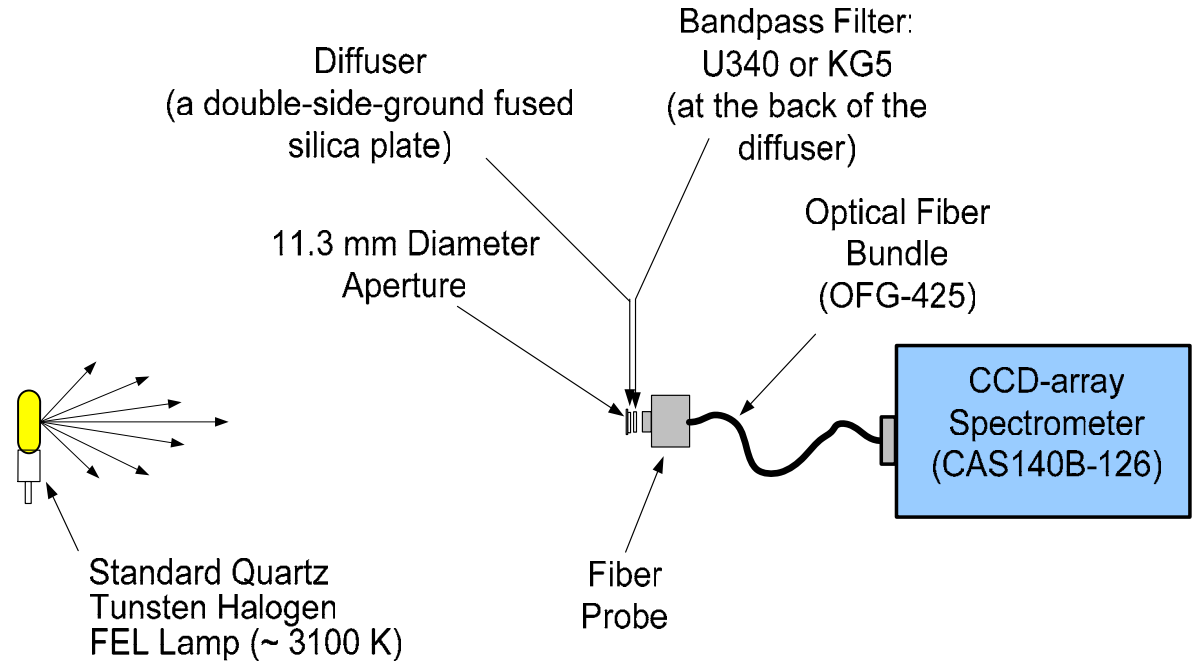 Bandpass Filter:
U340 or KG5
(at the back of the
diffuser)
Diffuser
(a double-side-ground fused
silica plate)
Optical Fiber
Bundle
(OFG-425)
11.3 mm Diameter
Aperture
CCD-array
Spectrometer
(CAS140B-126)
Standard Quartz
Tunsten Halogen
FEL Lamp (~ 3100 K)
Fiber
Probe